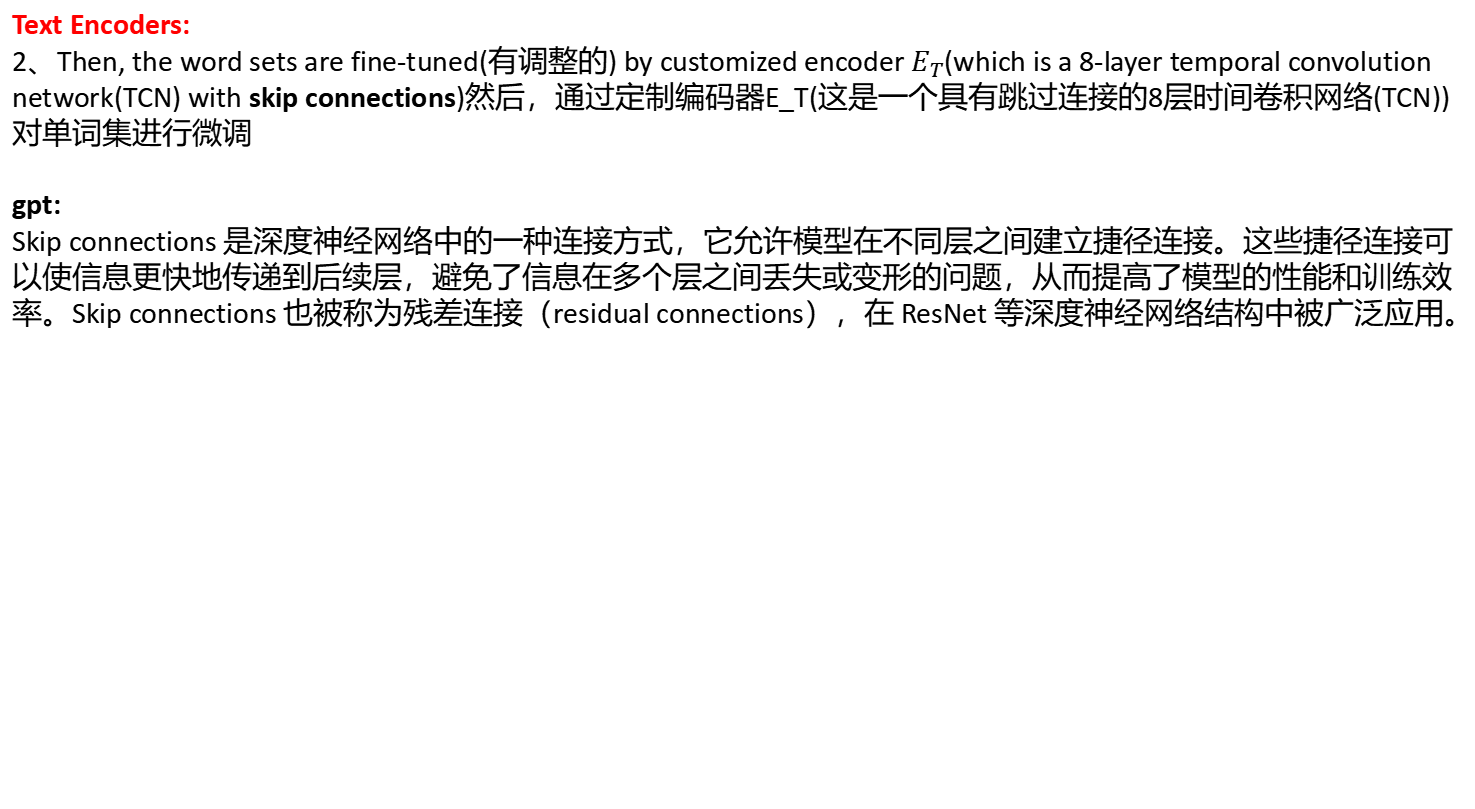 Text Encoders:
2、Then, the word sets are fine-tuned(有调整的) by customized encoder E_T(which is a 8-layer temporal convolution
network(TCN) with skip connections)然后，通过定制编码器E_T(这是一个具有跳过连接的8层时间卷积网络(TCN))
对单词集进行微调
gpt:
Skip connections 是深度神经网络中的一种连接方式，它允许模型在不同层之间建立捷径连接。这些捷径连接可
以使信息更快地传递到后续层，避免了信息在多个层之间丢失或变形的问题，从而提高了模型的性能和训练效
率。Skip connections 也被称为残差连接（residual connections），在 ResNet 等深度神经网络结构中被广泛应用。